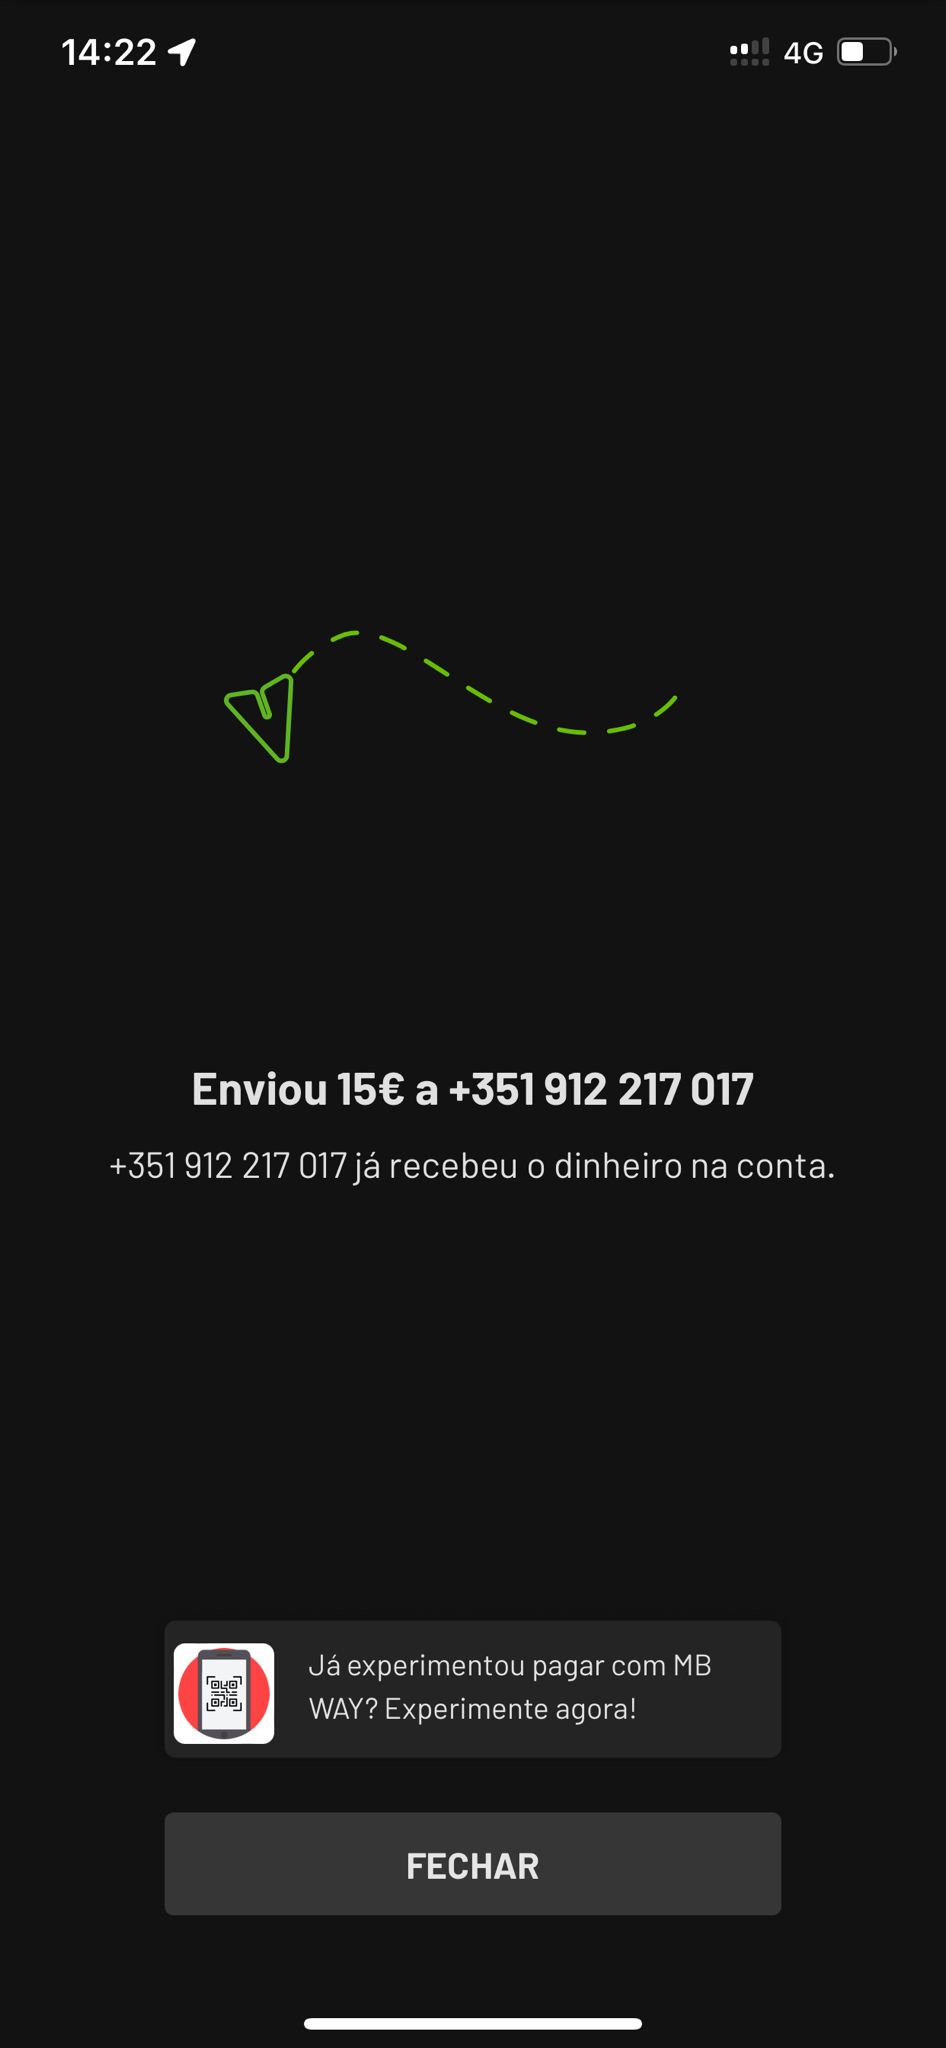 14:22
4G
Enviou 15€ a +351 912 217 017
+351 912 217 017 já recebeu o dinheiro na conta.
Já experimentou pagar com MB
WAY? Experimente agora!
FECHAR